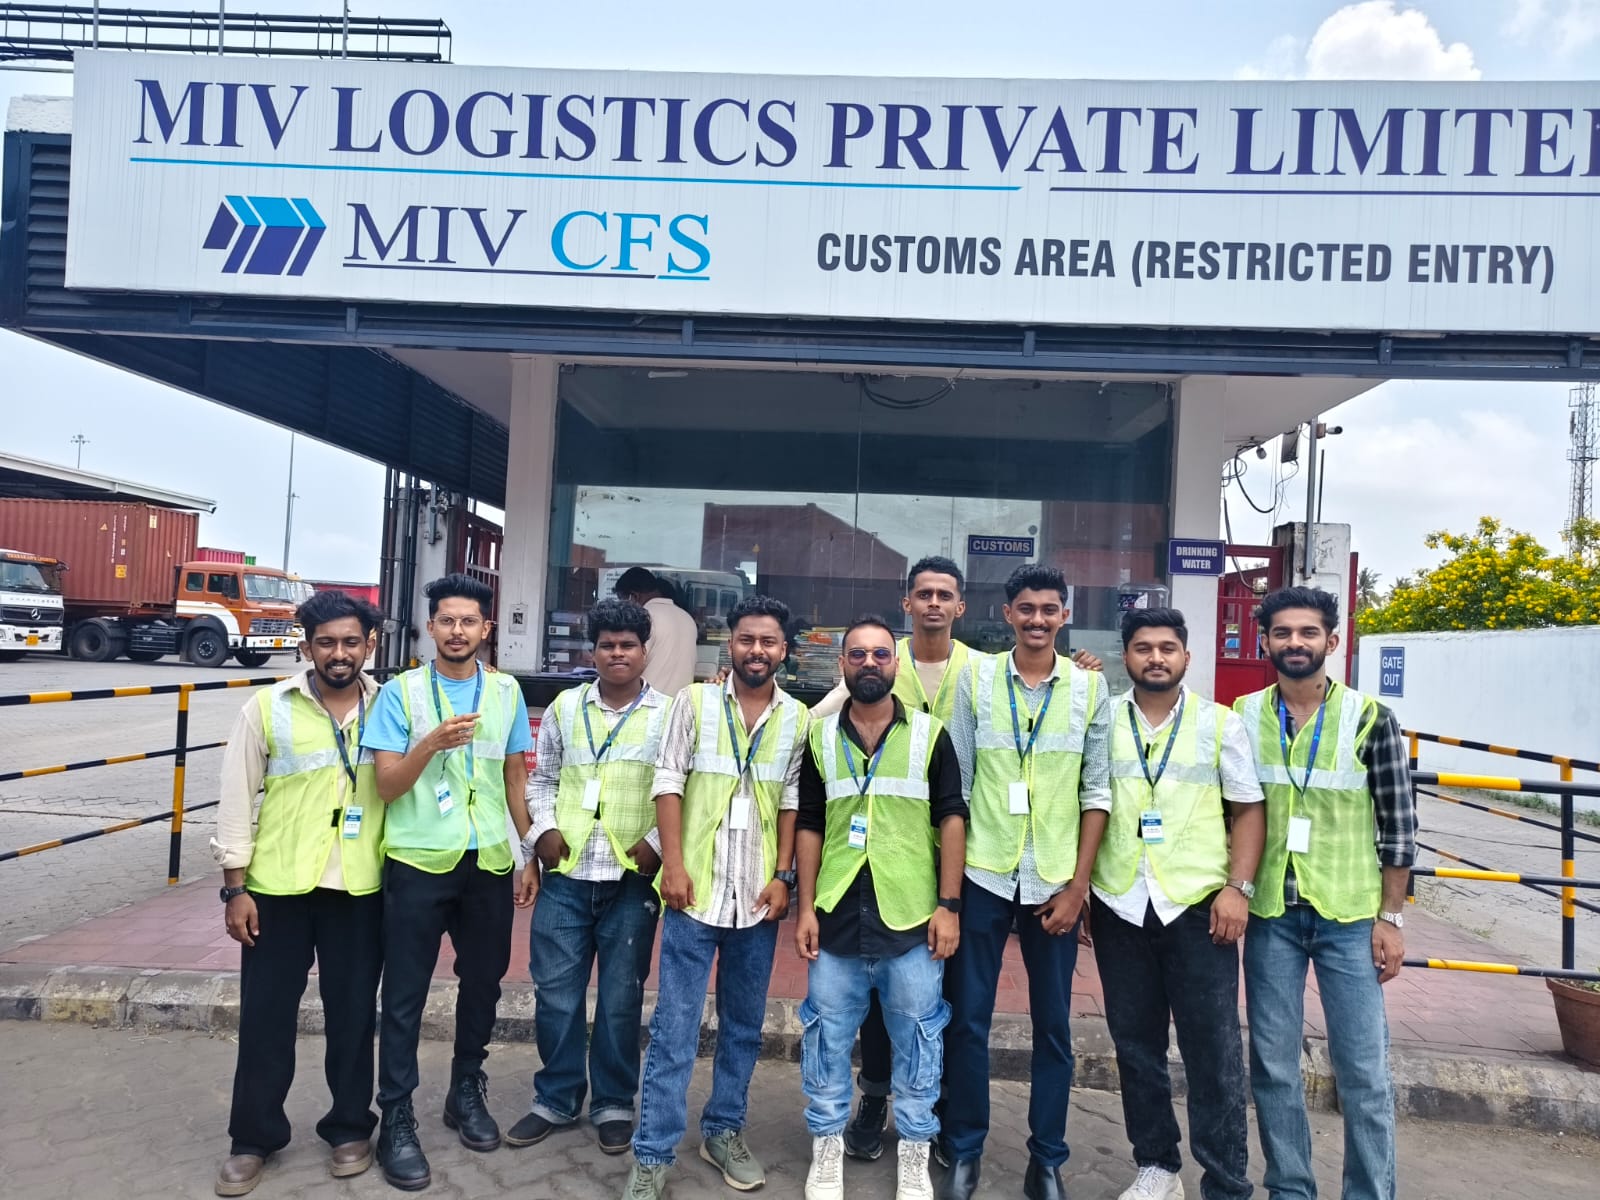 MIV LOGISTICS PRIVATE LIMITE
MIV CFS
CUSTOMS AREA (RESTRICTED ENTRY)
CUSTOMS
DRINKING
WATER
GATE
OUT